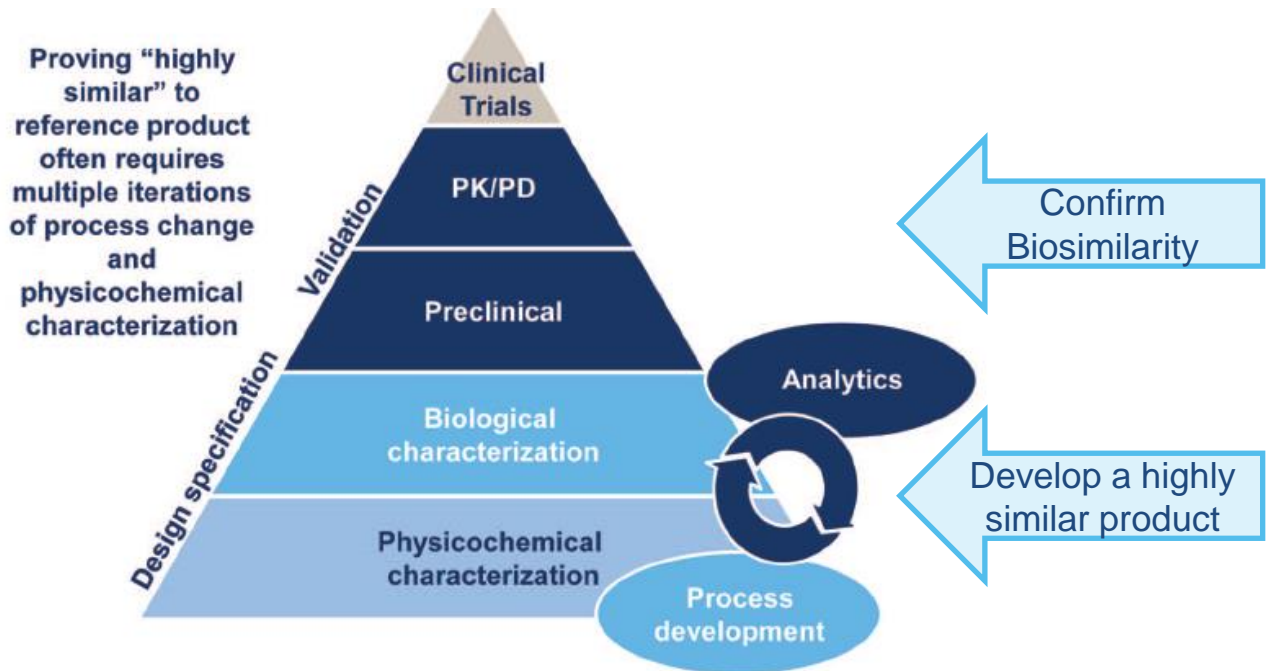 Proving “highly
similar” to
reference product
often requires
multiple iterations
of process change
and
physicochemical
characterization
Clinical
Trials
PK/PD
Preclinical
Biological
characterization
Physicochemical
characterization
Validation
Design specification
Analytics
Process
development
Confirm
Biosimilarity
Develop a highly
similar product